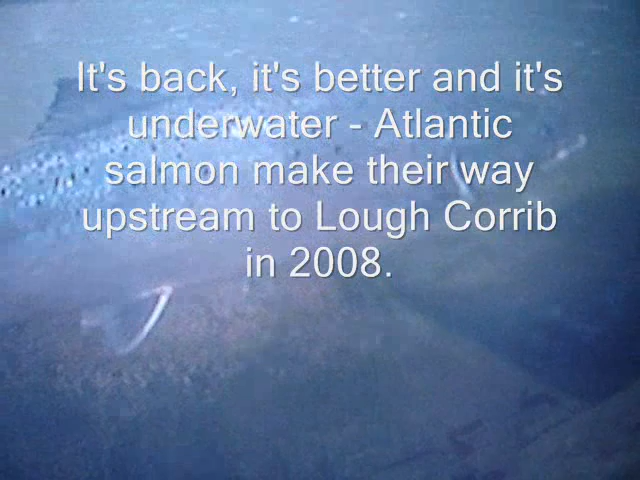 It's back, it's better and it's
underwater - Atlantic
salmon make their way
upstream to Lough Corrib
in 2008.